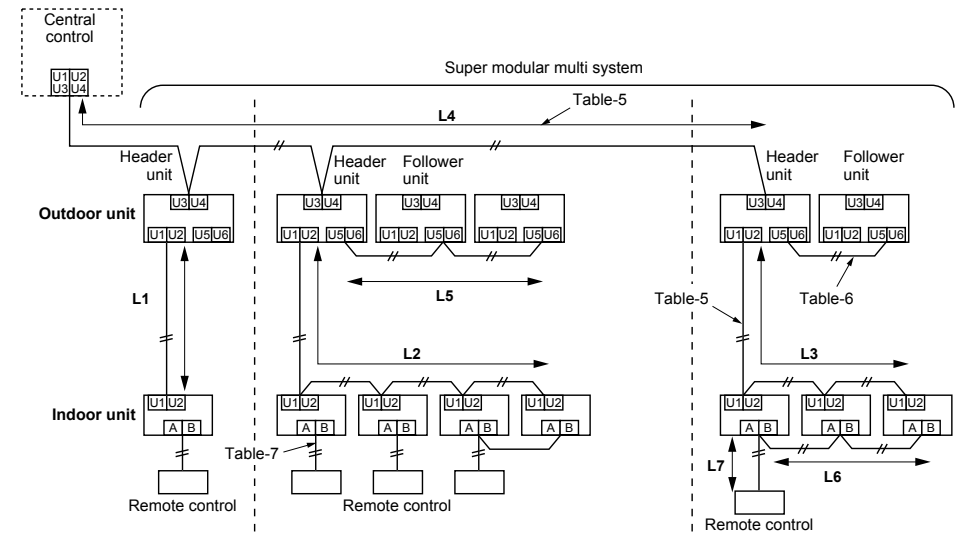 Central
control
U1 U2
U3 U4
Super modular multi system
Table-5
L4
Header
unit
Header
unit
Follower
unit
Header
unit
Follower
unit
Outdoor unit
U3 U4
U3 U4
U3 U4
U3 U4
U3 U4
U3 U4
U1 U2 U5 U6
U1 U2 U5 U6
U1 U2 U5 U6
U1 U2 U5 U6
U1 U2 U5 U6
U1 U2 U5 U6
L1
L5
Table-5
Table-6
L2
L3
Indoor unit
U1 U2
U1 U2
U1 U2
U1 U2
U1 U2
U1 U2
U1 U2
U1 U2
A B
A B
A B
A B
A B
A B
A B
A B
Table-7
L7
L6
Remote control
Remote control
Remote control